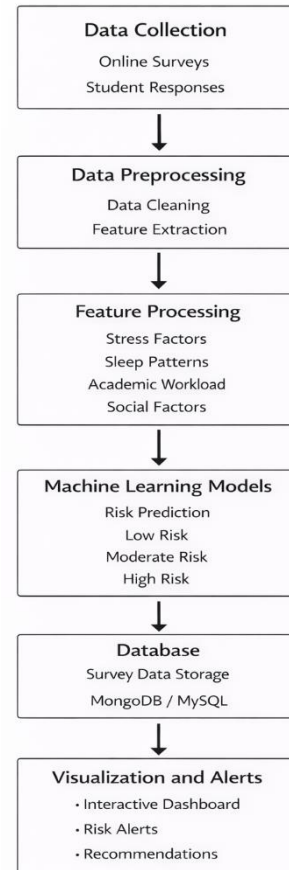 Data Collection
Online Surveys
Student Responses
Data Preprocessing
Data Cleaning
Feature Extraction
Feature Processing
Stress Factors
Sleep Patterns
Academic Workload
Social Factors
Machine Learning Models
Risk Prediction
Low Risk
Moderate Risk
High Risk
Database
Survey Data Storage
MongoDB / MySQL
Visualization and Alerts
• Interactive Dashboard
• Risk Alerts
• Recommendations